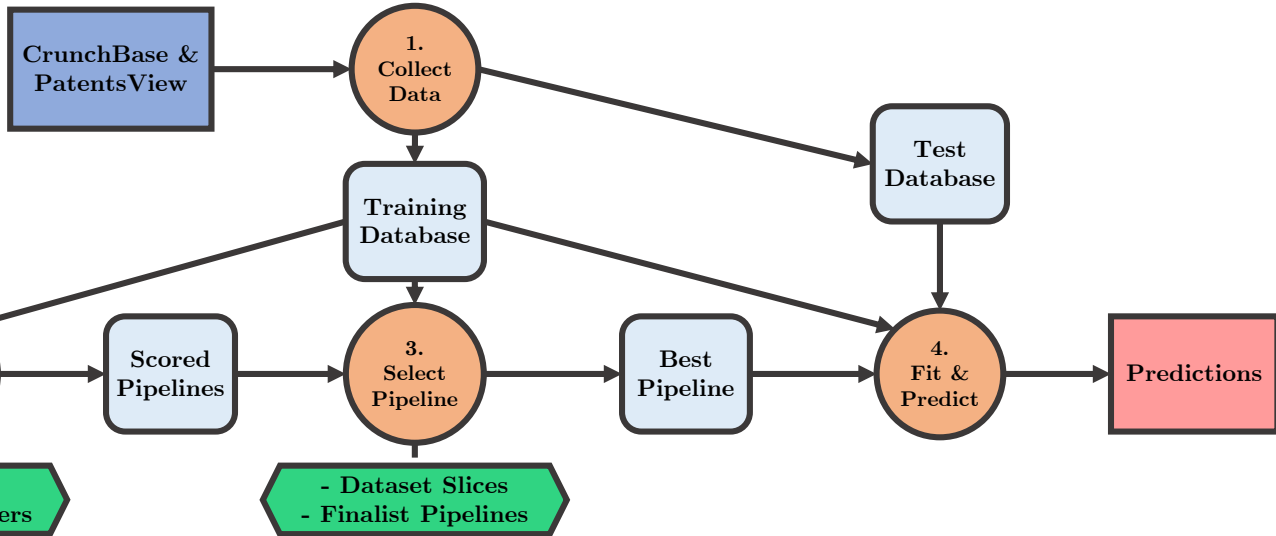 CrunchBase &
PatentsView
1.
Collect
Data
Test
Database
Training
Database
Scored
Pipelines
3.
Select
Pipeline
Best
Pipeline
4.
Fit &
Predict
Predictions
ers
- Dataset Slices
- Finalist Pipelines